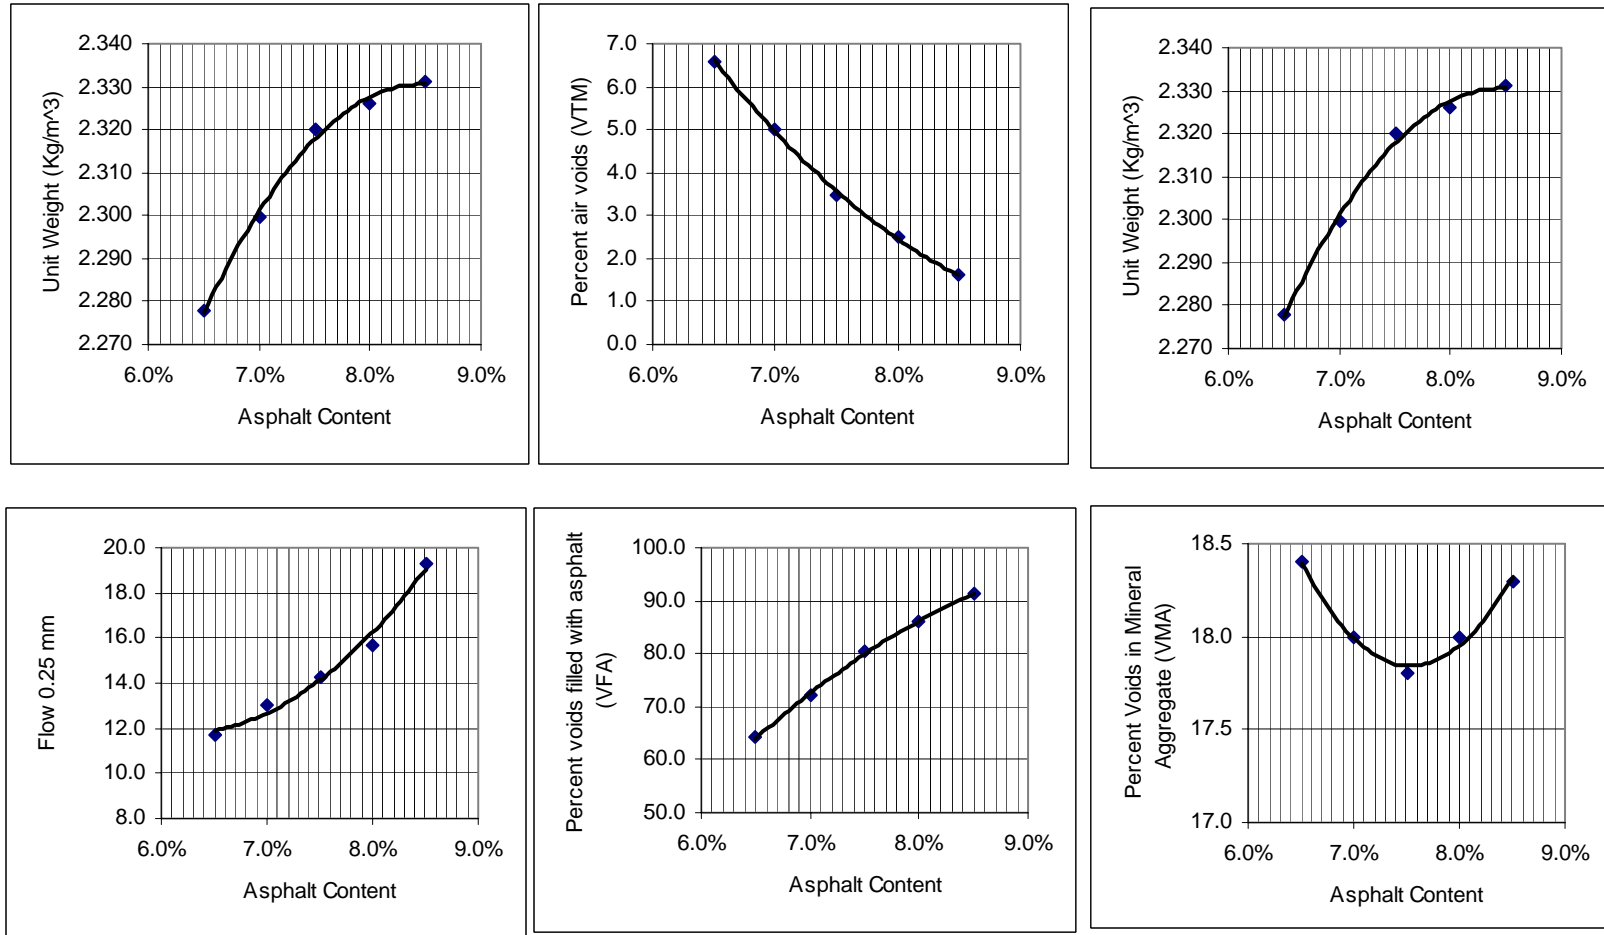 2.340
2.330
2.320
2.310
2.300
2.290
2.280
2.270
6.0% 7.0% 8.0% 9.0%
Asphalt Content
Unit Weight (Kg/m^3)
7.0
6.0
5.0
4.0
3.0
2.0
1.0
0.0
6.0% 7.0% 8.0% 9.0%
Asphalt Content
Percent air voids (VTM)
2.340
2.330
2.320
2.310
2.300
2.290
2.280
2.270
6.0% 7.0% 8.0% 9.0%
Asphalt Content
Unit Weight (Kg/m^3)
20.0
18.0
16.0
14.0
12.0
10.0
8.0
6.0% 7.0% 8.0% 9.0%
Asphalt Content
Flow 0.25 mm
100.0
90.0
80.0
70.0
60.0
50.0
6.0% 7.0% 8.0% 9.0%
Asphalt Content
Percent voids filled with asphalt
(VFA)
18.5
18.0
17.5
17.0
6.0% 7.0% 8.0% 9.0%
Asphalt Content
Percent Voids in Mineral
Aggregate (VMA)